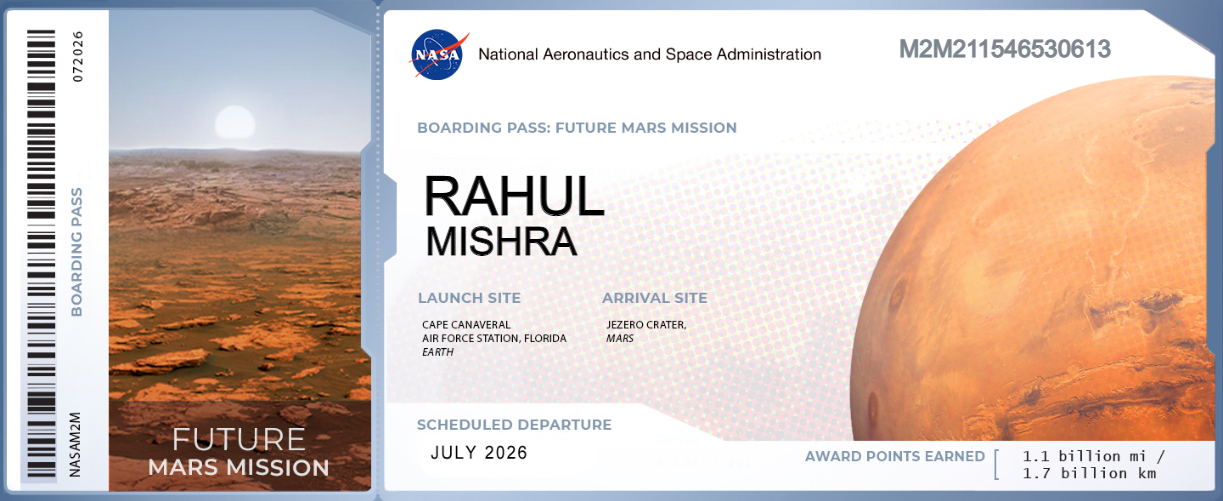 072026
BOARDING PASS
NASAM2M
FUTURE
MARS MISSION
NASA
National Aeronautics and Space Administration
M2M211546530613
BOARDING PASS: FUTURE MARS MISSION
RAHUL
MISHRA
LAUNCH SITE
CAPE CANAVERAL
AIR FORCE STATION, FLORIDA
EARTH
ARRIVAL SITE
JEZERO CRATER,
MARS
SCHEDULED DEPARTURE
JULY 2026
AWARD POINTS EARNED
1.1 billion mi /
1.7 billion km